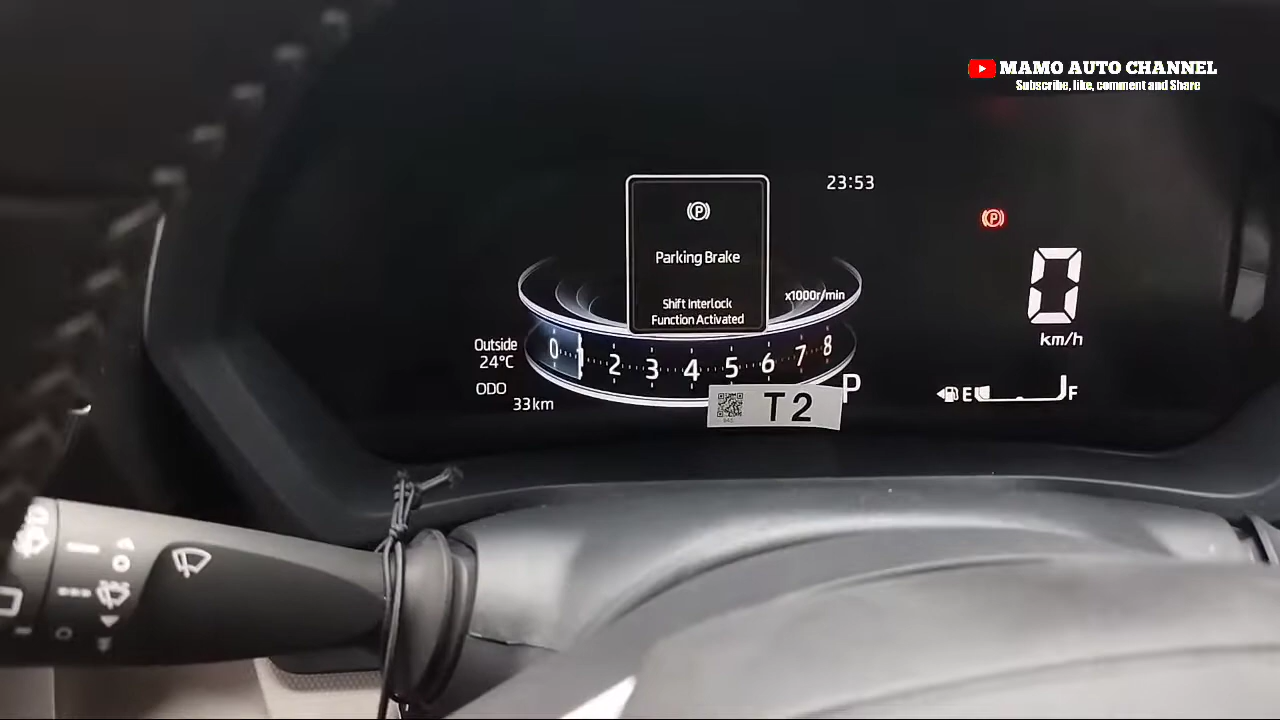 MAMO AUTO CHANNEL
Subscribe, like, comment and Share
23:53
Parking Brake
Shift Interlock
Function Activated
x1000r/min
0 1 2 3 4 5 6 7 8
Outside
24°C
ODO
33km
P
T2
0
km/h
E F